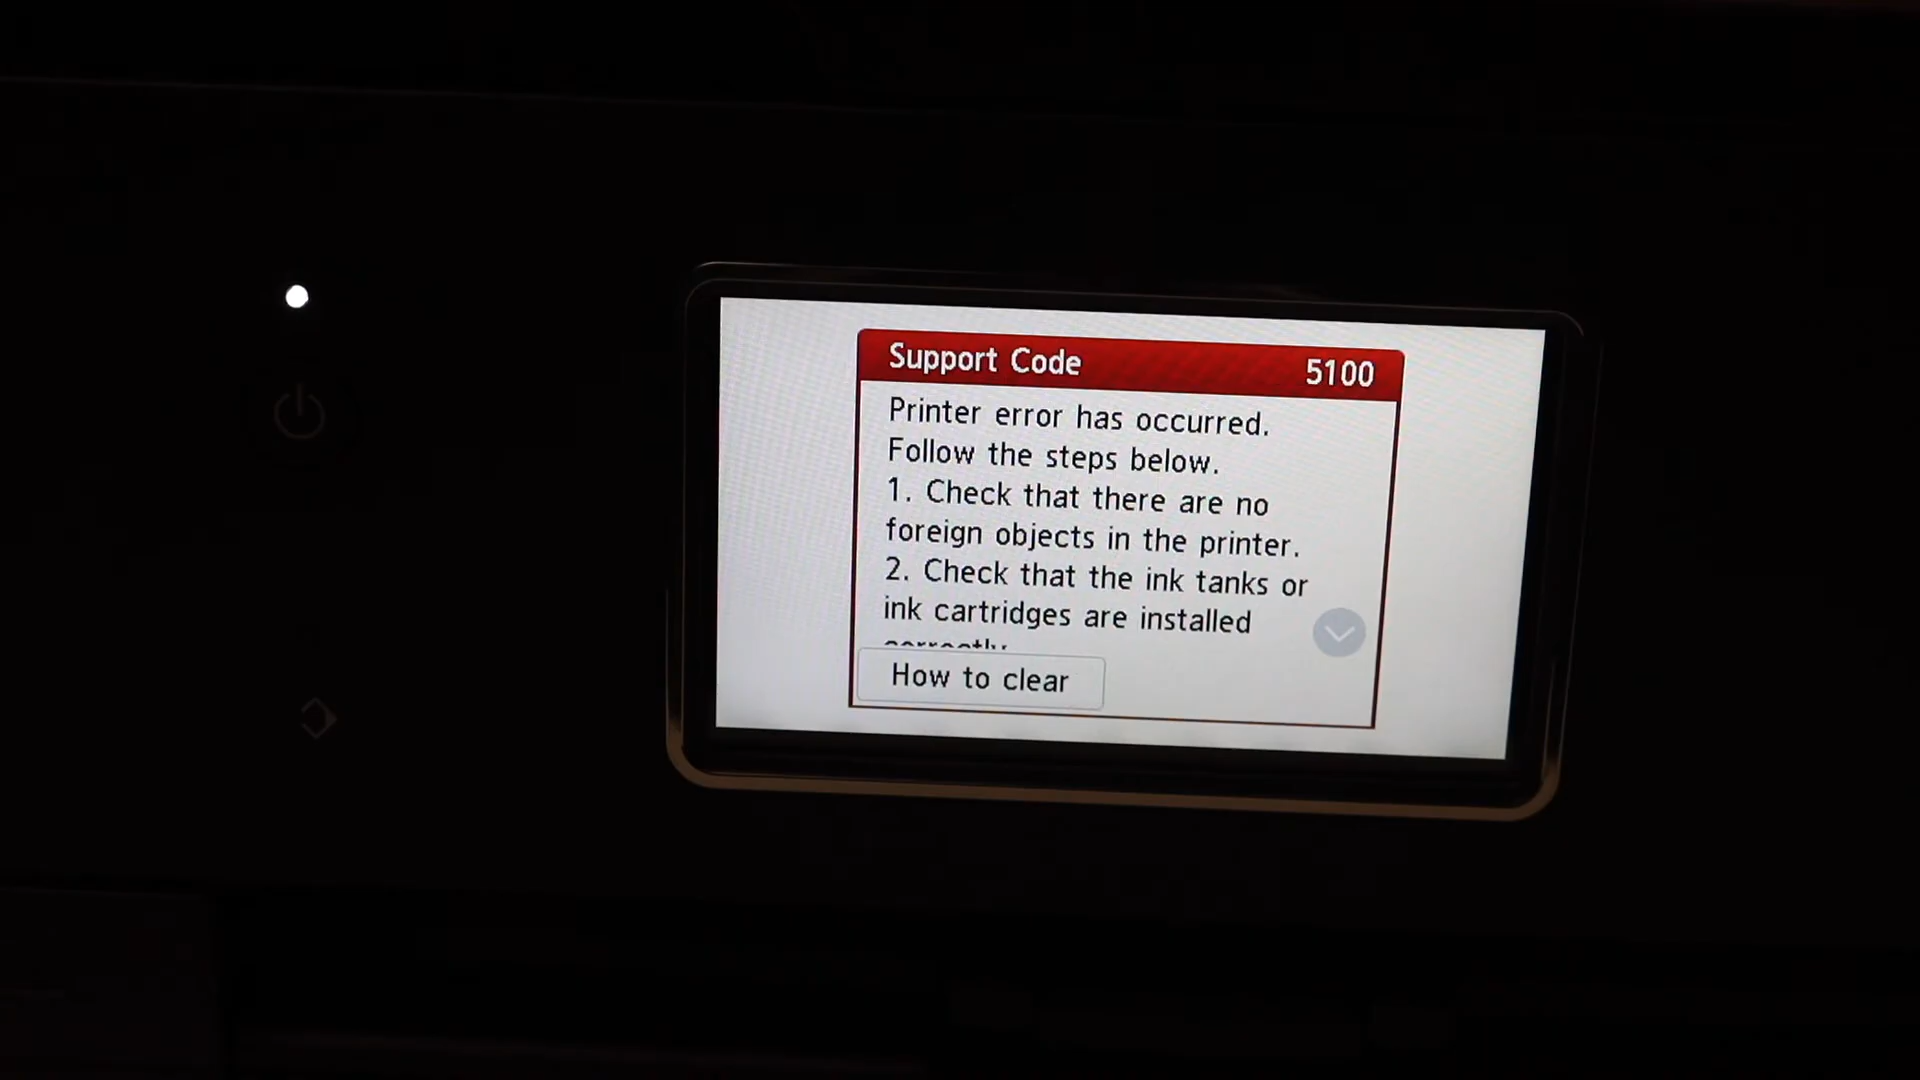 Support Code 5100
Printer error has occurred.
Follow the steps below.
1. Check that there are no
foreign objects in the printer.
2. Check that the ink tanks or
ink cartridges are installed
correctly.
How to clear